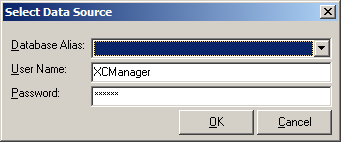 Select Data Source
Database Alias:
User Name: XCManager
Password: ******
OK Cancel